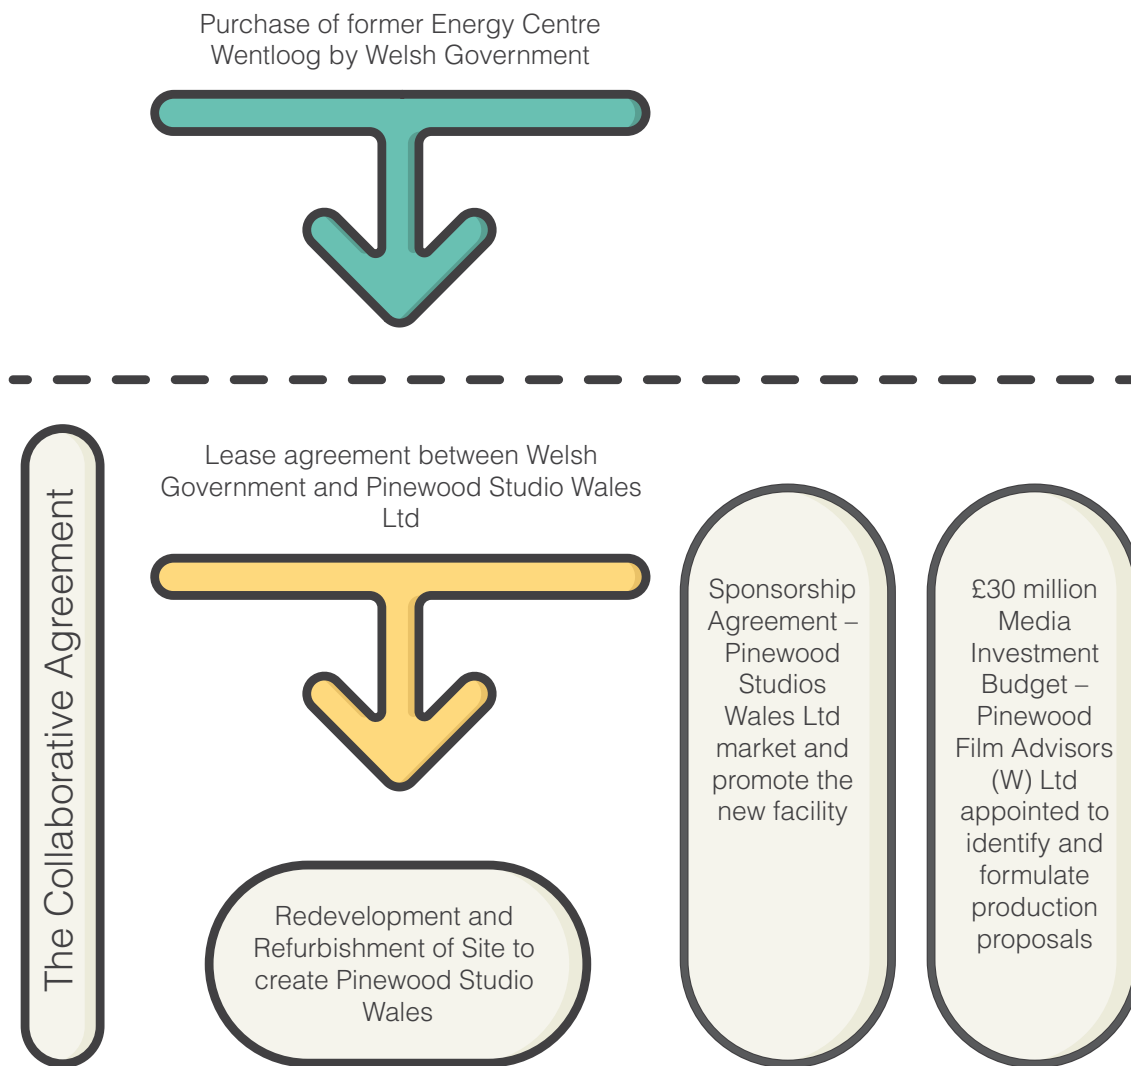 Purchase of former Energy Centre
Wentloog by Welsh Government
The Collaborative Agreement
Lease agreement between Welsh
Government and Pinewood Studio Wales
Ltd
Redevelopment and
Refurbishment of Site to
create Pinewood Studio
Wales
Sponsorship
Agreement –
Pinewood
Studios
Wales Ltd
market and
promote the
new facility
£30 million
Media
Investment
Budget –
Pinewood
Film Advisors
(W) Ltd
appointed to
identify and
formulate
production
proposals